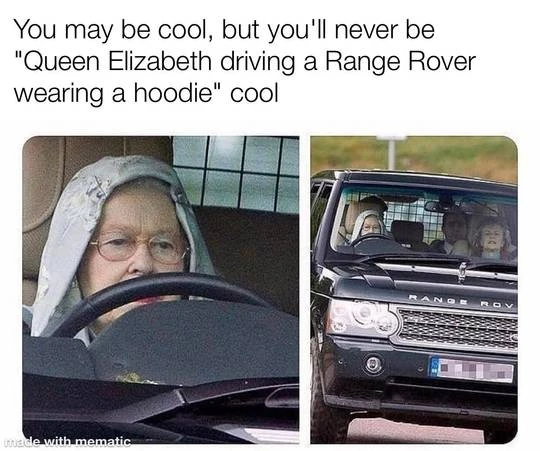 You may be cool, but you'll never be
"Queen Elizabeth driving a Range Rover
wearing a hoodie" cool
RANGE ROV
made with mematic